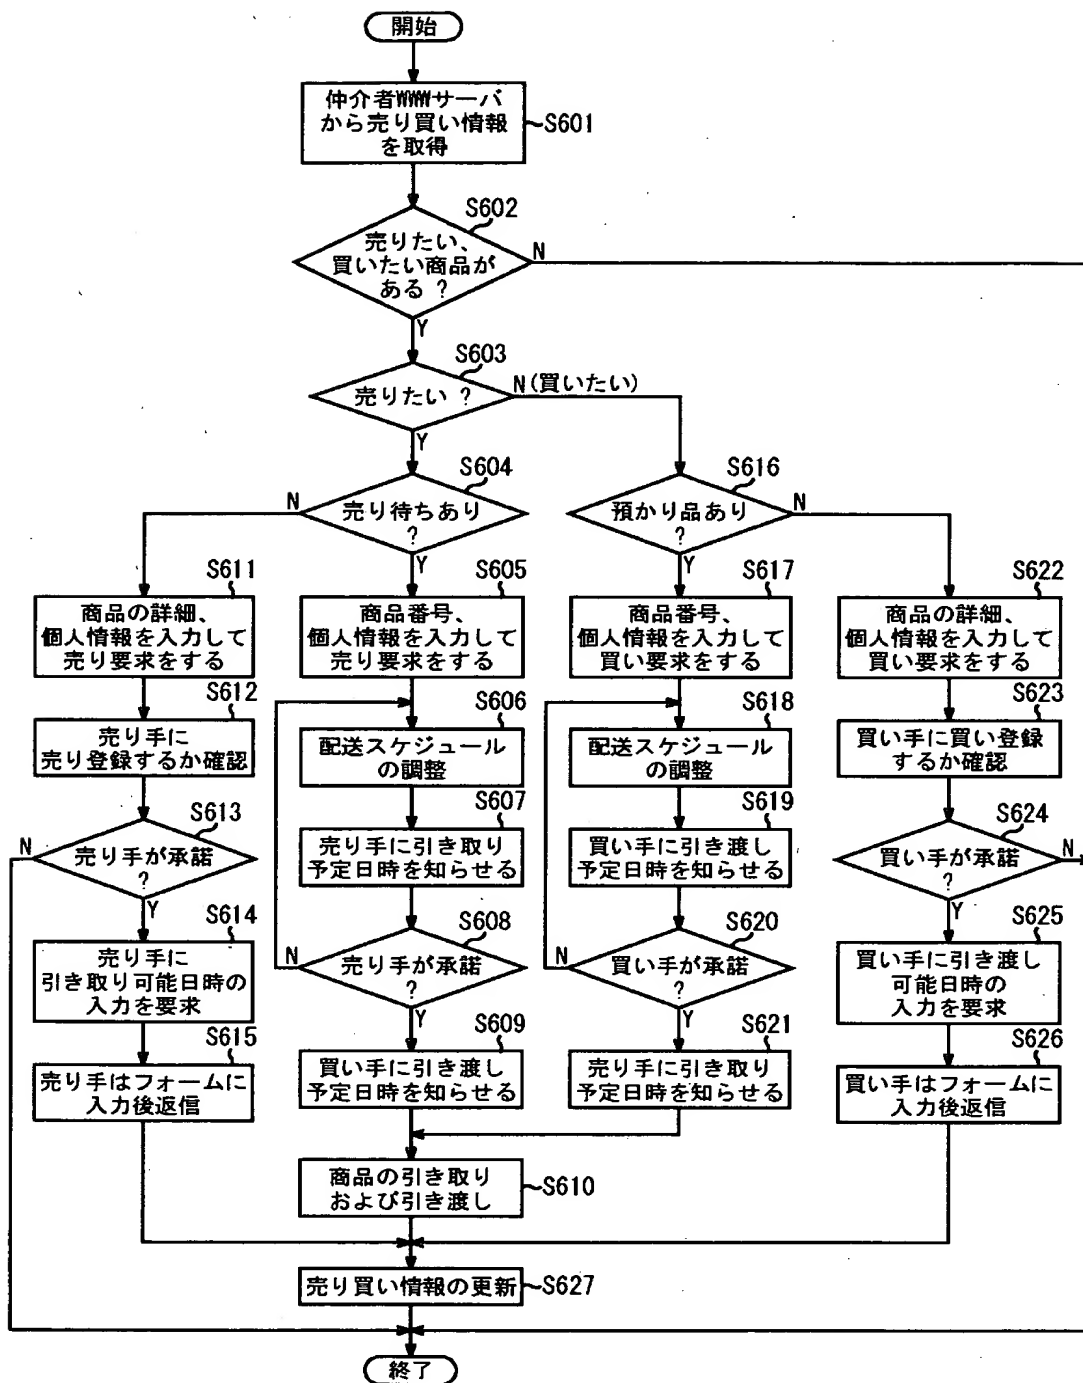 開始
仲介者WWWサーバ
から売り買い情報
を取得
S601
S602
売りたい、
買いたい商品が
ある ?
N
Y
S603
売りたい ?
N(買いたい)
Y
S604
売り待ちあり
?
N
Y
S616
預かり品あり
?
N
Y
S611
商品の詳細、
個人情報を入力して
売り要求をする
S605
商品番号、
個人情報を入力して
売り要求をする
S617
商品番号、
個人情報を入力して
買い要求をする
S622
商品の詳細、
個人情報を入力して
買い要求をする
S612
売り手に
売り登録するか確認
S606
配送スケジュール
の調整
S618
配送スケジュール
の調整
S623
買い手に買い登録
するか確認
S613
売り手が承諾
?
N
Y
S607
売り手に引き取り
予定日時を知らせる
S619
買い手に引き渡し
予定日時を知らせる
S624
買い手が承諾
?
N
Y
S614
売り手に
引き取り可能日時の
入力を要求
S608
売り手が承諾
?
N
Y
S620
買い手が承諾
?
N
Y
S625
買い手に引き渡し
可能日時の
入力を要求
S615
売り手はフォームに
入力後返信
S609
買い手に引き渡し
予定日時を知らせる
S621
売り手に引き取り
予定日時を知らせる
S626
買い手はフォームに
入力後返信
商品の引き取り
および引き渡し
S610
売り買い情報の更新
S627
終了